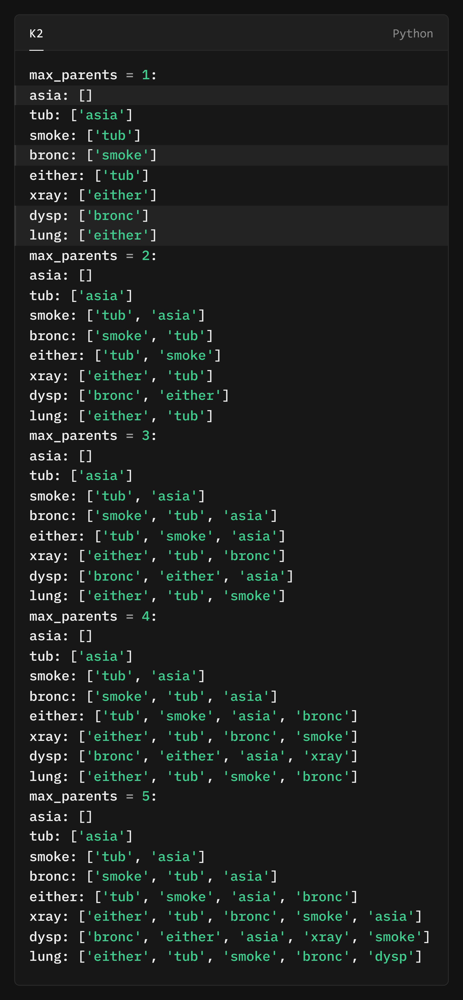 K2
Python
max_parents = 1:
asia: []
tub: ['asia']
smoke: ['tub']
bronc: ['smoke']
either: ['tub']
xray: ['either']
dysp: ['bronc']
lung: ['either']
max_parents = 2:
asia: []
tub: ['asia']
smoke: ['tub', 'asia']
bronc: ['smoke', 'tub']
either: ['tub', 'smoke']
xray: ['either', 'tub']
dysp: ['bronc', 'either']
lung: ['either', 'tub']
max_parents = 3:
asia: []
tub: ['asia']
smoke: ['tub', 'asia']
bronc: ['smoke', 'tub', 'asia']
either: ['tub', 'smoke', 'asia']
xray: ['either', 'tub', 'bronc']
dysp: ['bronc', 'either', 'asia']
lung: ['either', 'tub', 'smoke']
max_parents = 4:
asia: []
tub: ['asia']
smoke: ['tub', 'asia']
bronc: ['smoke', 'tub', 'asia']
either: ['tub', 'smoke', 'asia', 'bronc']
xray: ['either', 'tub', 'bronc', 'smoke']
dysp: ['bronc', 'either', 'asia', 'xray']
lung: ['either', 'tub', 'smoke', 'bronc']
max_parents = 5:
asia: []
tub: ['asia']
smoke: ['tub', 'asia']
bronc: ['smoke', 'tub', 'asia']
either: ['tub', 'smoke', 'asia', 'bronc']
xray: ['either', 'tub', 'bronc', 'smoke', 'asia']
dysp: ['bronc', 'either', 'asia', 'xray', 'smoke']
lung: ['either', 'tub', 'smoke', 'bronc', 'dysp']